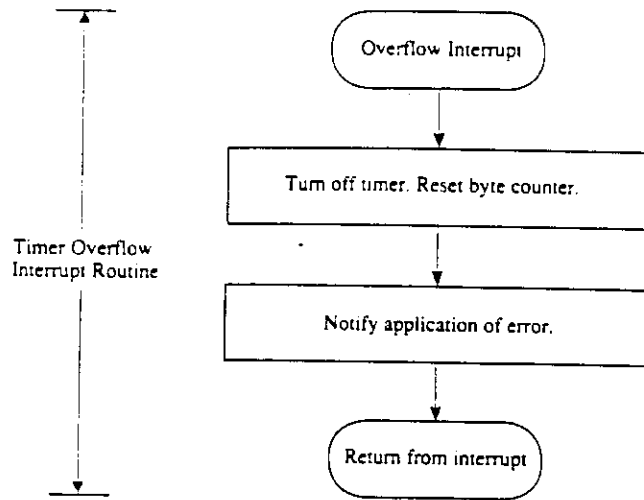 Overflow Interrupt
Turn off timer. Reset byte counter.
Timer Overflow
Interrupt Routine
Notify application of error.
Return from interrupt